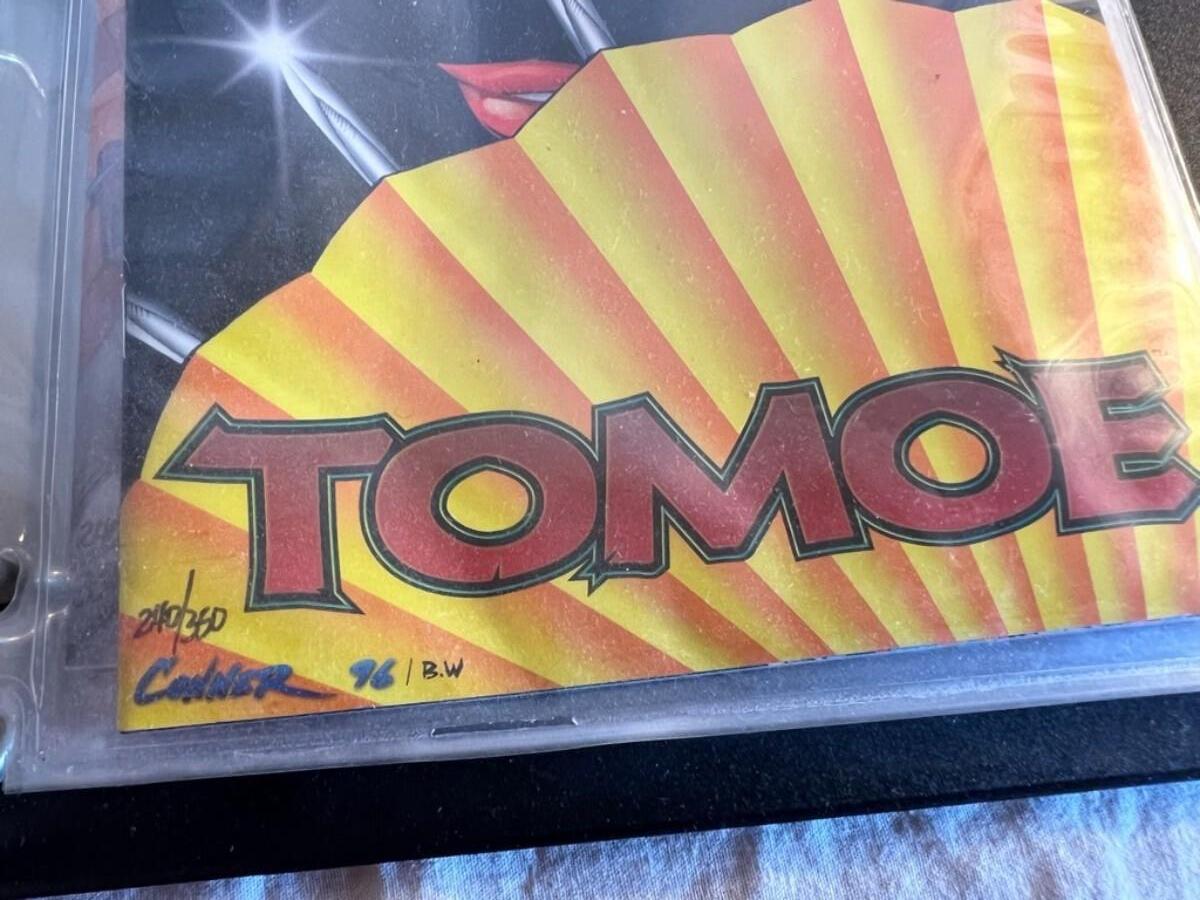 TOMOE
240/350
CONNER 96 / B.W